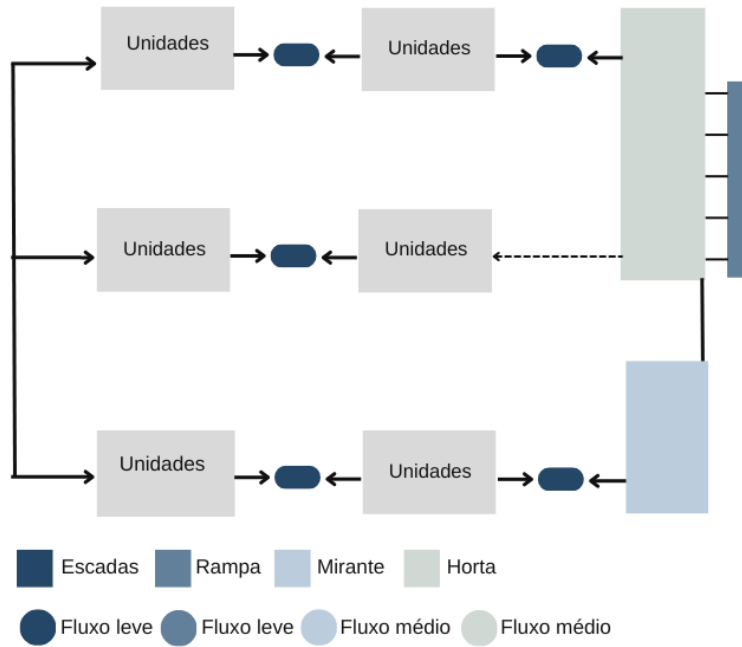 Unidades
Unidades
Unidades
Unidades
Unidades
Unidades
Escadas
Rampa
Mirante
Horta
Fluxo leve
Fluxo leve
Fluxo médio
Fluxo médio